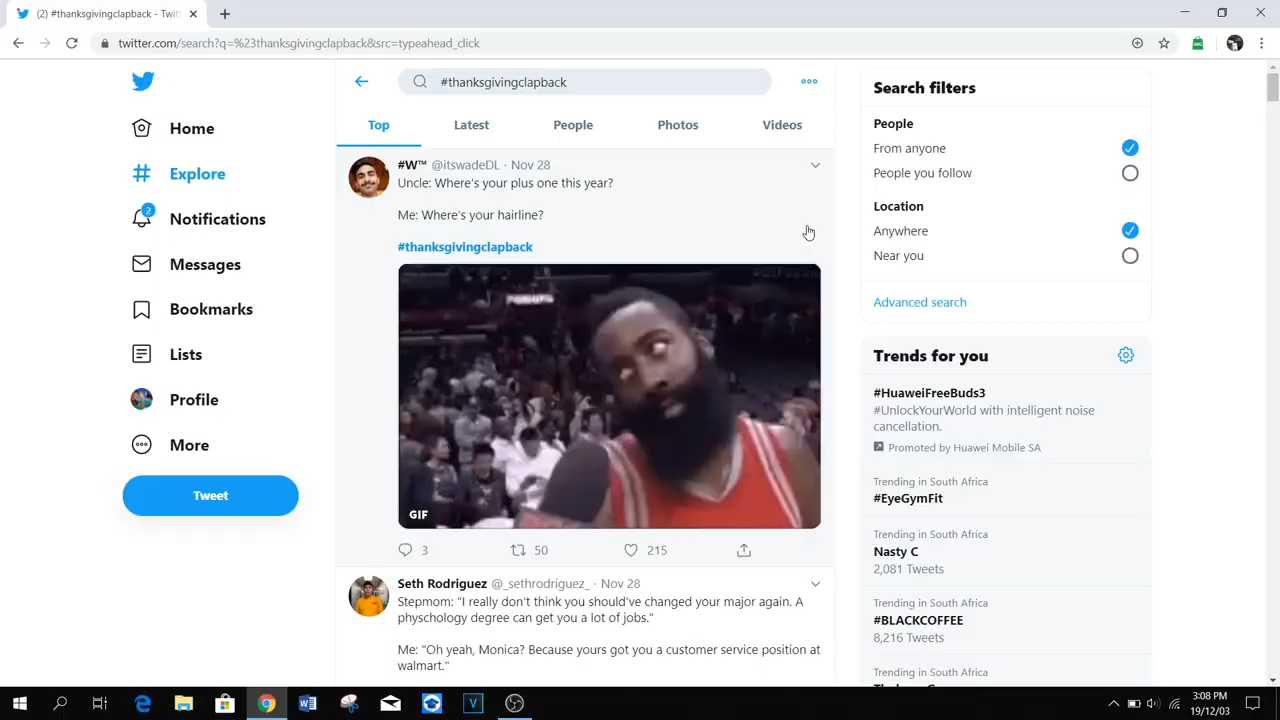 (2) #thanksgivingclapback - Twitt
twitter.com/search?q=%23thanksgivingclapback&src=typeahead_click
Home
Explore
2
Notifications
Messages
Bookmarks
Lists
Profile
More
Tweet
#thanksgivingclapback
Top
Latest
People
Photos
Videos
#W™ @itswadeDL · Nov 28
Uncle: Where's your plus one this year?
Me: Where's your hairline?
#thanksgivingclapback
GIF
3
50
215
Seth Rodriguez @_sethrodriguez_ · Nov 28
Stepmom: "I really don't think you should've changed your major again. A
physchology degree can get you a lot of jobs."
Me: "Oh yeah, Monica? Because yours got you a customer service position at
walmart."
Search filters
People
From anyone
People you follow
Location
Anywhere
Near you
Advanced search
Trends for you
#HuaweiFreeBuds3
#UnlockYourWorld with intelligent noise
cancellation.
Promoted by Huawei Mobile SA
Trending in South Africa
#EyeGymFit
Trending in South Africa
Nasty C
2,081 Tweets
Trending in South Africa
#BLACKCOFFEE
8,216 Tweets
Trending in South Africa
3:08 PM
19/12/03